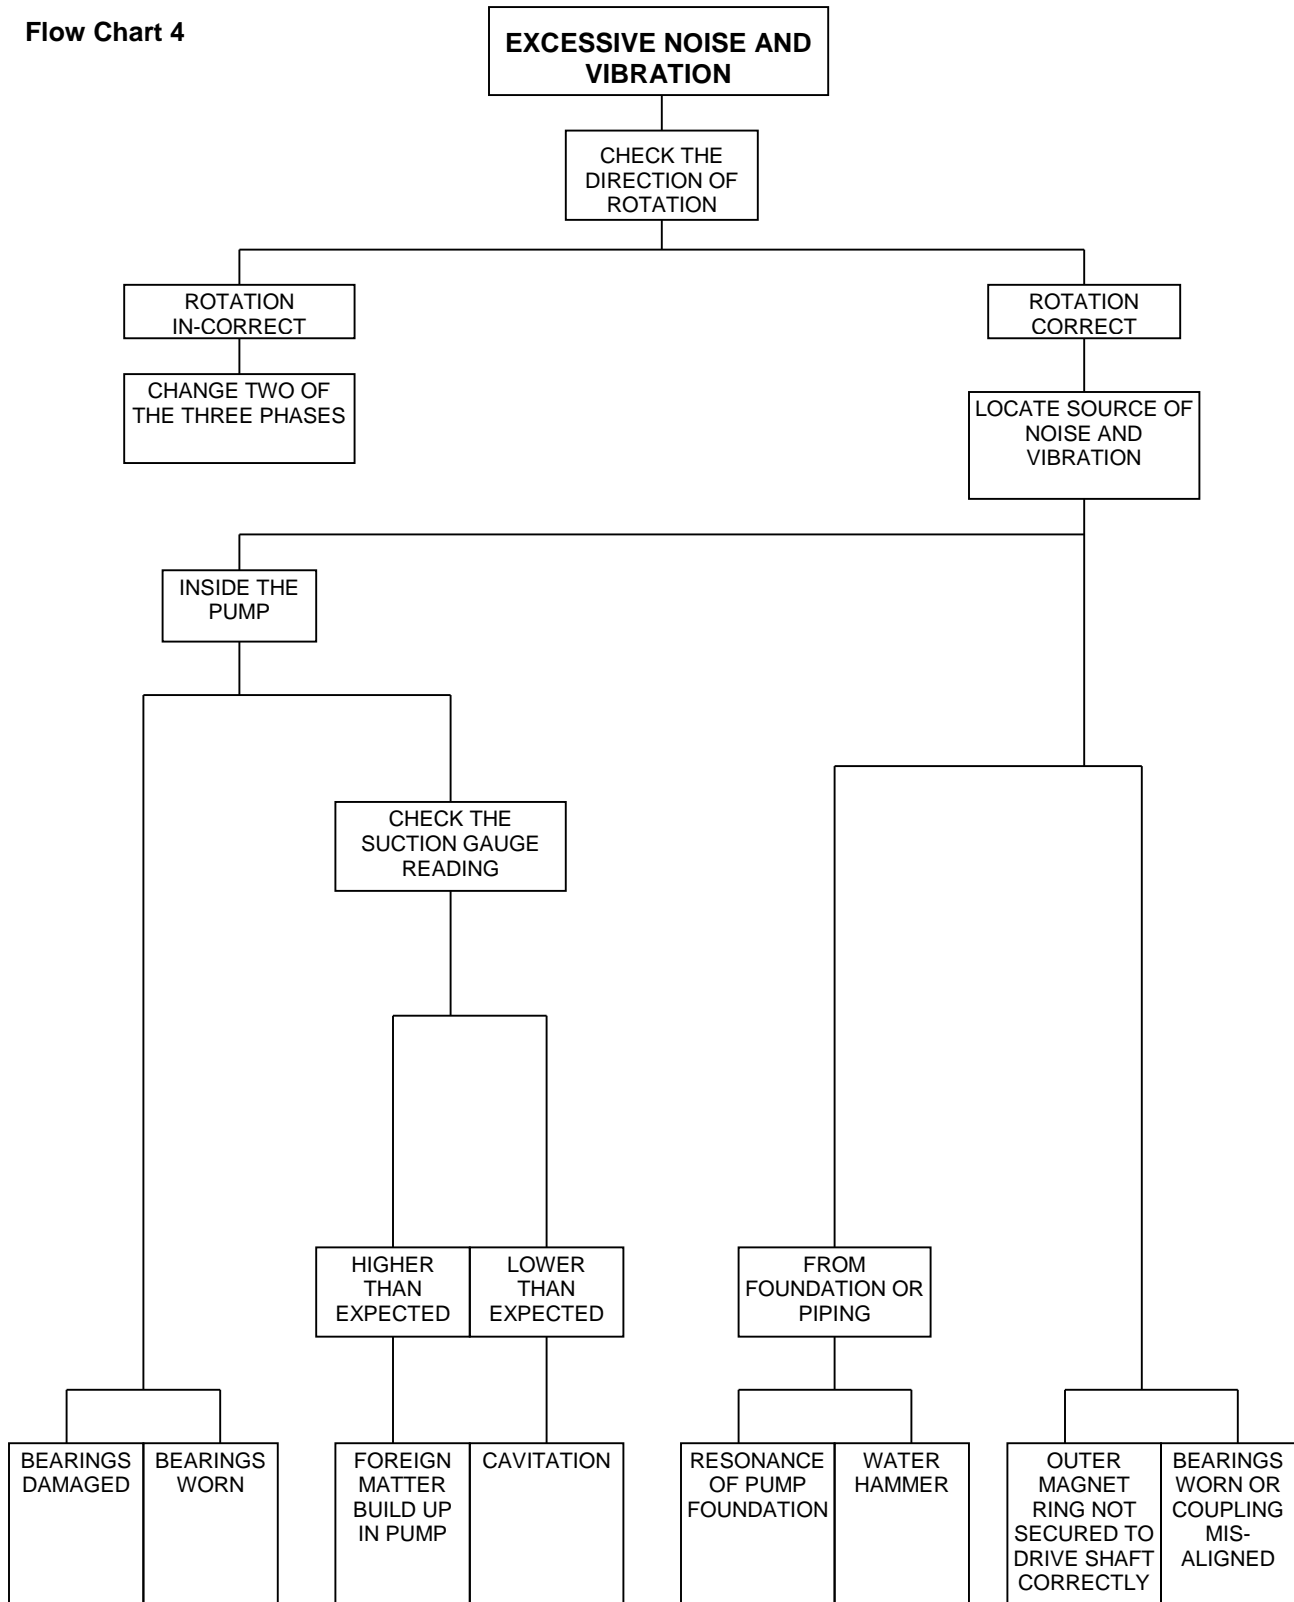 Flow Chart 4
EXCESSIVE NOISE AND
VIBRATION
CHECK THE
DIRECTION OF
ROTATION
ROTATION
IN-CORRECT
ROTATION
CORRECT
CHANGE TWO OF
THE THREE PHASES
LOCATE SOURCE OF
NOISE AND
VIBRATION
INSIDE THE
PUMP
CHECK THE
SUCTION GAUGE
READING
HIGHER
THAN
EXPECTED
LOWER
THAN
EXPECTED
FROM
FOUNDATION OR
PIPING
BEARINGS
DAMAGED
BEARINGS
WORN
FOREIGN
MATTER
BUILD UP
IN PUMP
CAVITATION
RESONANCE
OF PUMP
FOUNDATION
WATER
HAMMER
OUTER
MAGNET
RING NOT
SECURED TO
DRIVE SHAFT
CORRECTLY
BEARINGS
WORN OR
COUPLING
MIS-
ALIGNED